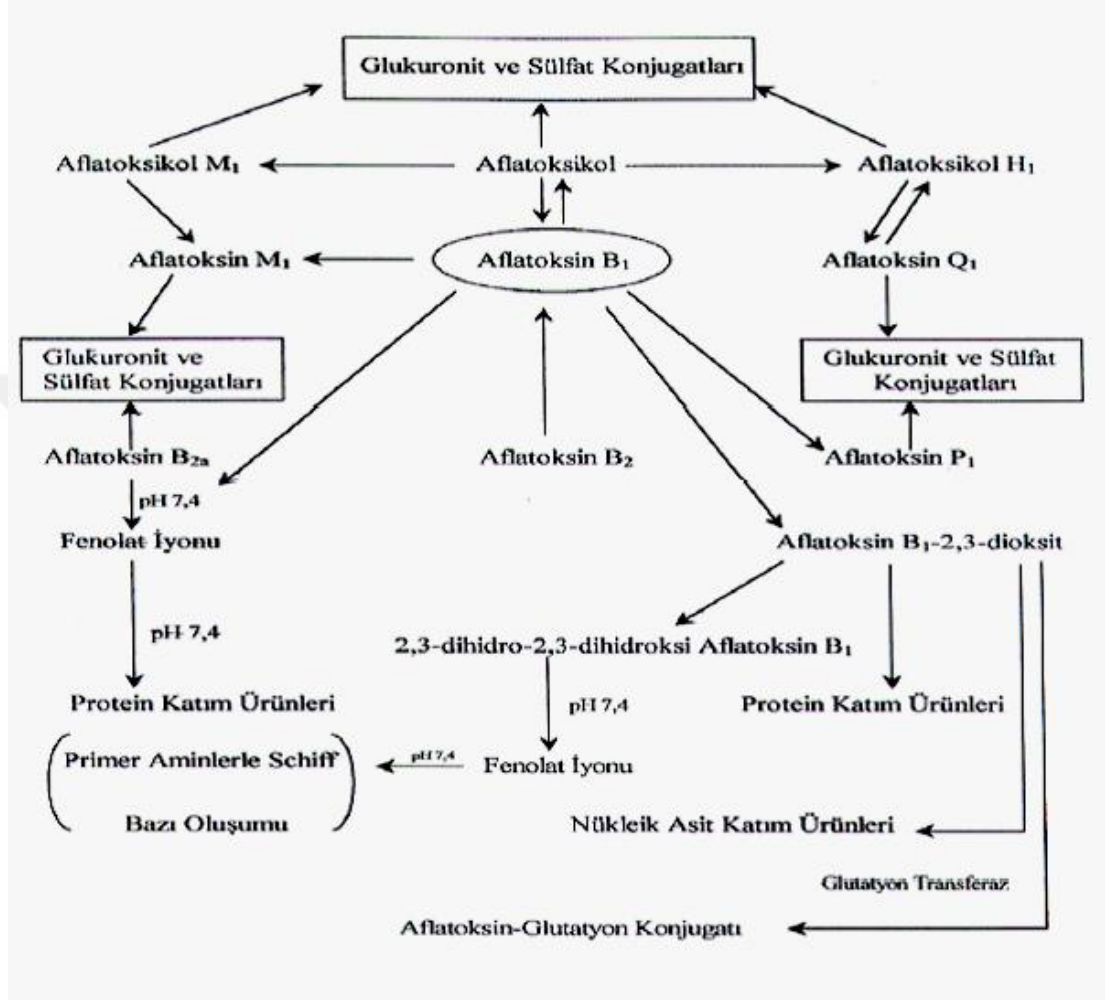 Glukuronit ve Sülfat Konjugatları
Aflatoksikol M₁
Aflatoksikol
Aflatoksikol H₁
Aflatoksin M₁
Aflatoksin B₁
Aflatoksin Q₁
Glukuronit ve
Sülfat Konjugatları
Glukuronit ve Sülfat
Konjugatları
Aflatoksin B₂ₐ
Aflatoksin B₂
Aflatoksin P₁
pH 7,4
Fenolat İyonu
Aflatoksin B₁-2,3-dioksit
pH 7,4
2,3-dihidro-2,3-dihidroksi Aflatoksin B₁
Protein Katım Ürünleri
pH 7,4
Protein Katım Ürünleri
Primer Aminlerle Schiff
Bazı Oluşumu
pH 7,4
Fenolat İyonu
Nükleik Asit Katım Ürünleri
Glutatyon Transferaz
Aflatoksin-Glutatyon Konjugatı